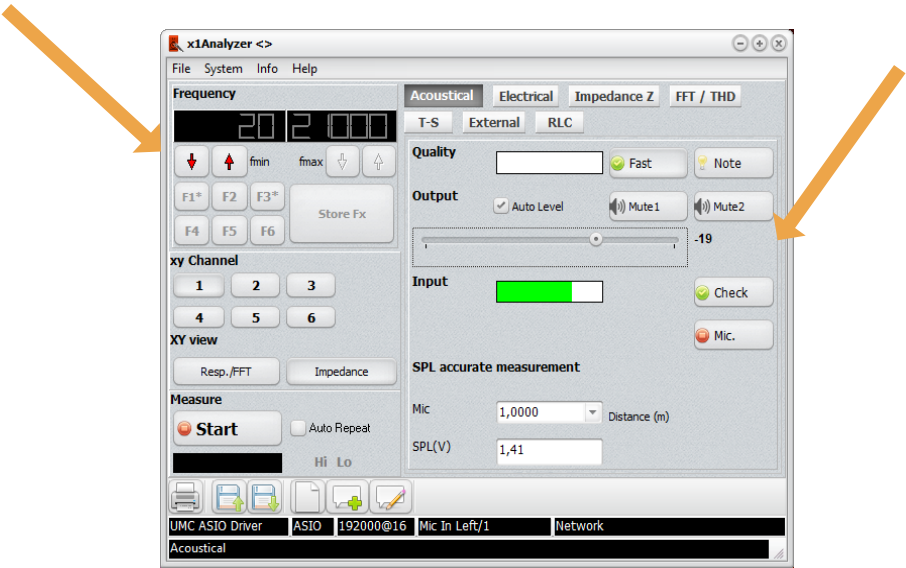 x1Analyzer <>
File System Info Help
Frequency
20 21000
fmin fmax
F1* F2 F3*
Store Fx
F4 F5 F6
xy Channel
1 2 3
4 5 6
XY view
Resp./FFT Impedance
Measure
Start Auto Repeat
Hi Lo
Acoustical Electrical Impedance Z FFT / THD
T-S External RLC
Quality Fast Note
Output Auto Level Mute1 Mute2
-19
Input Check
Mic.
SPL accurate measurement
Mic 1,0000 Distance (m)
SPL(V) 1,41
UMC ASIO Driver ASIO 192000@16 Mic In Left/1 Network
Acoustical